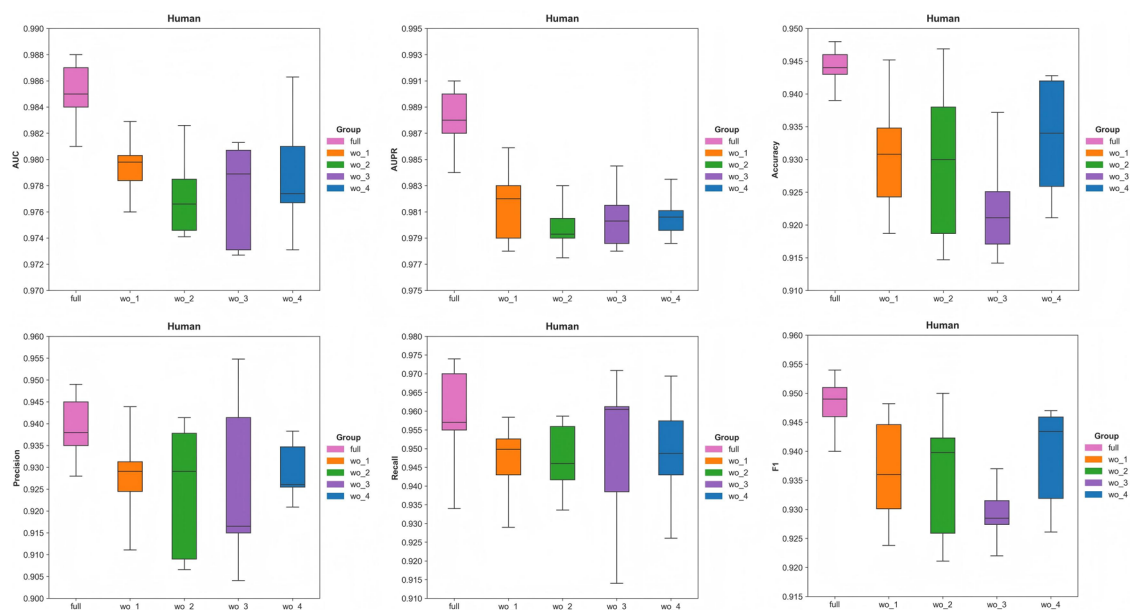 Human
AUC
0.990
0.988
0.986
0.984
0.982
0.980
0.978
0.976
0.974
0.972
0.970
full
wo_1
wo_2
wo_3
wo_4
Group
full
wo_1
wo_2
wo_3
wo_4
Human
AUPR
0.995
0.993
0.991
0.989
0.987
0.985
0.983
0.981
0.979
0.977
0.975
full
wo_1
wo_2
wo_3
wo_4
Group
full
wo_1
wo_2
wo_3
wo_4
Human
Accuracy
0.950
0.945
0.940
0.935
0.930
0.925
0.920
0.915
0.910
full
wo_1
wo_2
wo_3
wo_4
Group
full
wo_1
wo_2
wo_3
wo_4
Human
Precision
0.960
0.955
0.950
0.945
0.940
0.935
0.930
0.925
0.920
0.915
0.910
0.905
0.900
full
wo_1
wo_2
wo_3
wo_4
Group
full
wo_1
wo_2
wo_3
wo_4
Human
Recall
0.980
0.975
0.970
0.965
0.960
0.955
0.950
0.945
0.940
0.935
0.930
0.925
0.920
0.915
0.910
full
wo_1
wo_2
wo_3
wo_4
Group
full
wo_1
wo_2
wo_3
wo_4
Human
F1
0.960
0.955
0.950
0.945
0.940
0.935
0.930
0.925
0.920
0.915
full
wo_1
wo_2
wo_3
wo_4
Group
full
wo_1
wo_2
wo_3
wo_4